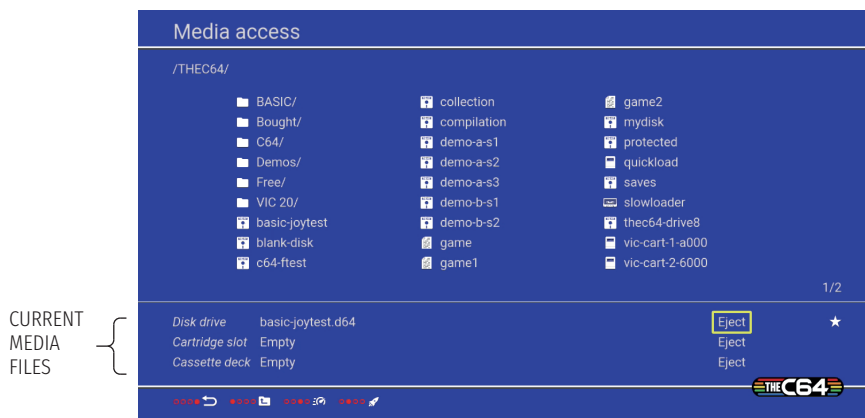 Media access
/THEC64/
BASIC/ collection game2
Bought/ compilation mydisk
C64/ demo-a-s1 protected
Demos/ demo-a-s2 quickload
Free/ demo-a-s3 saves
VIC 20/ demo-b-s1 slowloader
basic-joytest demo-b-s2 thec64-drive8
blank-disk game vic-cart-1-a000
c64-ftest game1 vic-cart-2-6000
1/2
CURRENT
MEDIA
FILES
Disk drive basic-joytest.d64 Eject
Cartridge slot Empty Eject
Cassette deck Empty Eject
THEC64